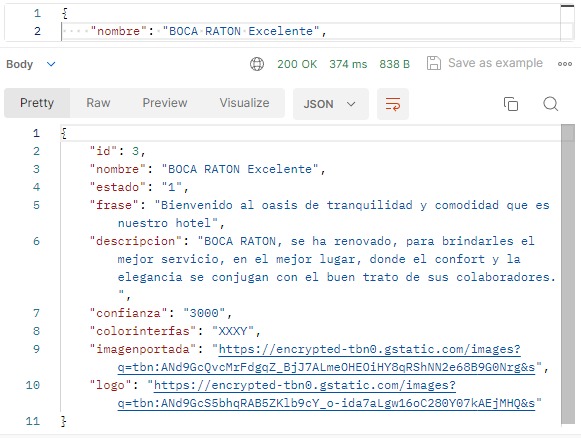 1 {
2 ····"nombre": "BOCA·RATON·Excelente",
Body 200 OK 374 ms 838 B Save as example
Pretty Raw Preview Visualize JSON
1 {
2 "id": 3,
3 "nombre": "BOCA RATON Excelente",
4 "estado": "1",
5 "frase": "Bienvenido al oasis de tranquilidad y comodidad que es
nuestro hotel",
6 "descripcion": "BOCA RATON, se ha renovado, para brindarles el
mejor servicio, en el mejor lugar, donde el confort y la
elegancia se conjugan con el buen trato de sus colaboradores.
",
7 "confianza": "3000",
8 "colorinterfas": "XXXY",
9 "imagenportada": "https://encrypted-tbn0.gstatic.com/images?
q=tbn:ANd9GcQvcMrFdgqZ_BjJ7ALmeOHEOiHY8qRShNN2e68B9G0Nrg&s",
10 "logo": "https://encrypted-tbn0.gstatic.com/images?
q=tbn:ANd9GcS5bhqRAB5ZKlb9cY_o-ida7aLgw16oC280Y07kAEjMHQ&s"
11 }